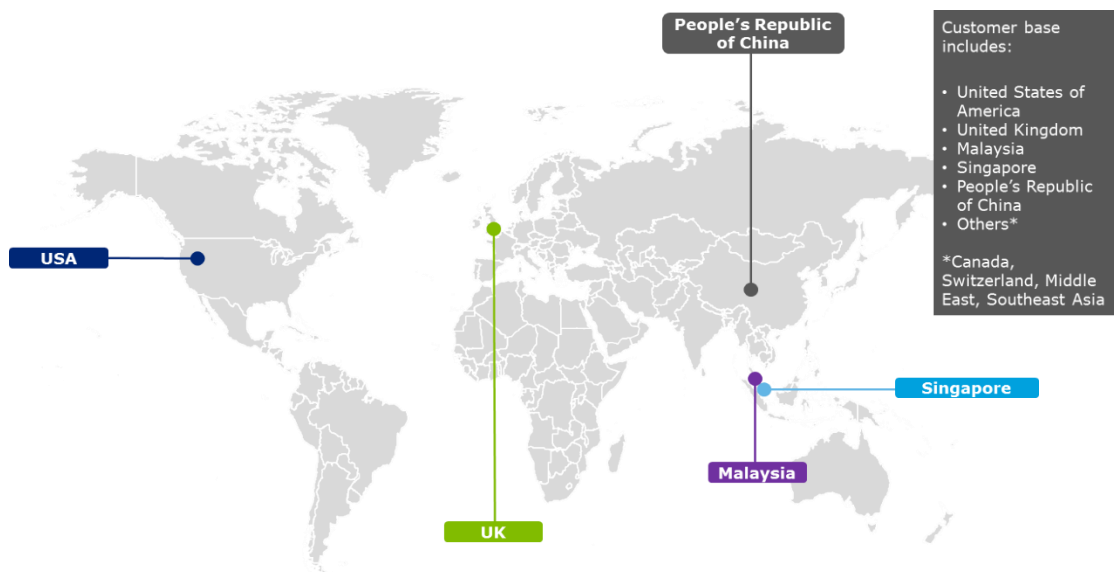 People's Republic
of China
Customer base
includes:
• United States of
America
• United Kingdom
• Malaysia
• Singapore
• People's Republic
of China
• Others*
*Canada,
Switzerland, Middle
East, Southeast Asia
USA
Singapore
Malaysia
UK